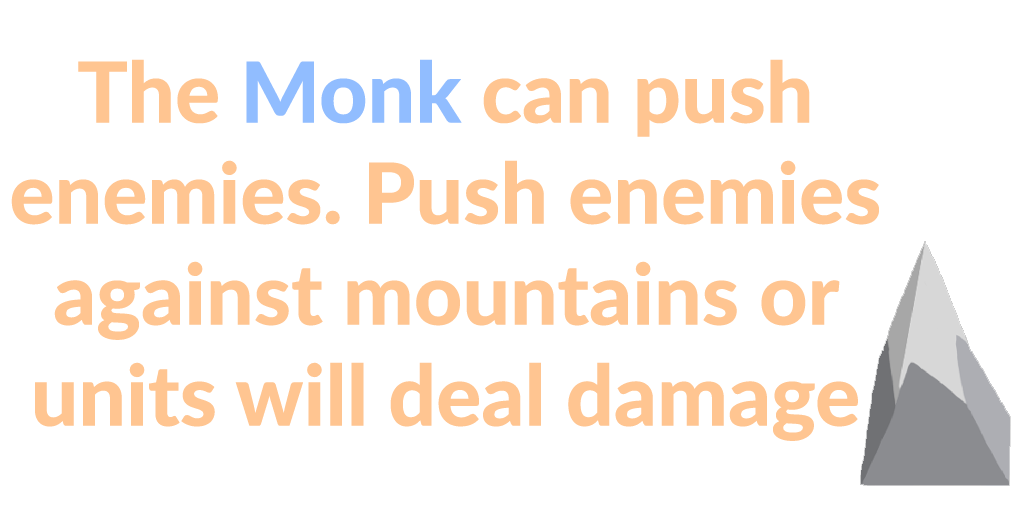 The Monk can push
enemies. Push enemies
against mountains or
units will deal damage